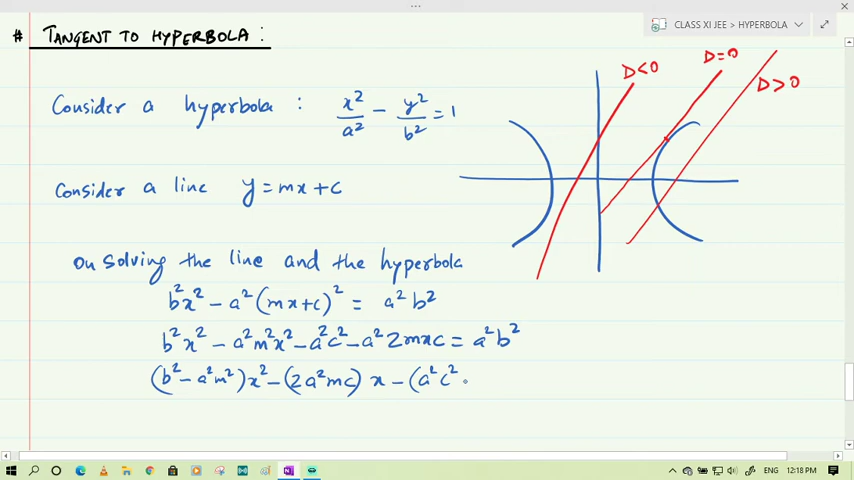 # TANGENT TO HYPERBOLA :
CLASS XI JEE > HYPERBOLA
D<0
D=0
D>0
Consider a hyperbola : x²/a² - y²/b² = 1
Consider a line y = mx + c
On solving the line and the hyperbola
b²x² - a²(mx+c)² = a²b²
b²x² - a²m²x² - a²c² - a²2mxc = a²b²
(b² - a²m²)x² - (2a²mc) x - (a²c²
ENG 12:18 PM